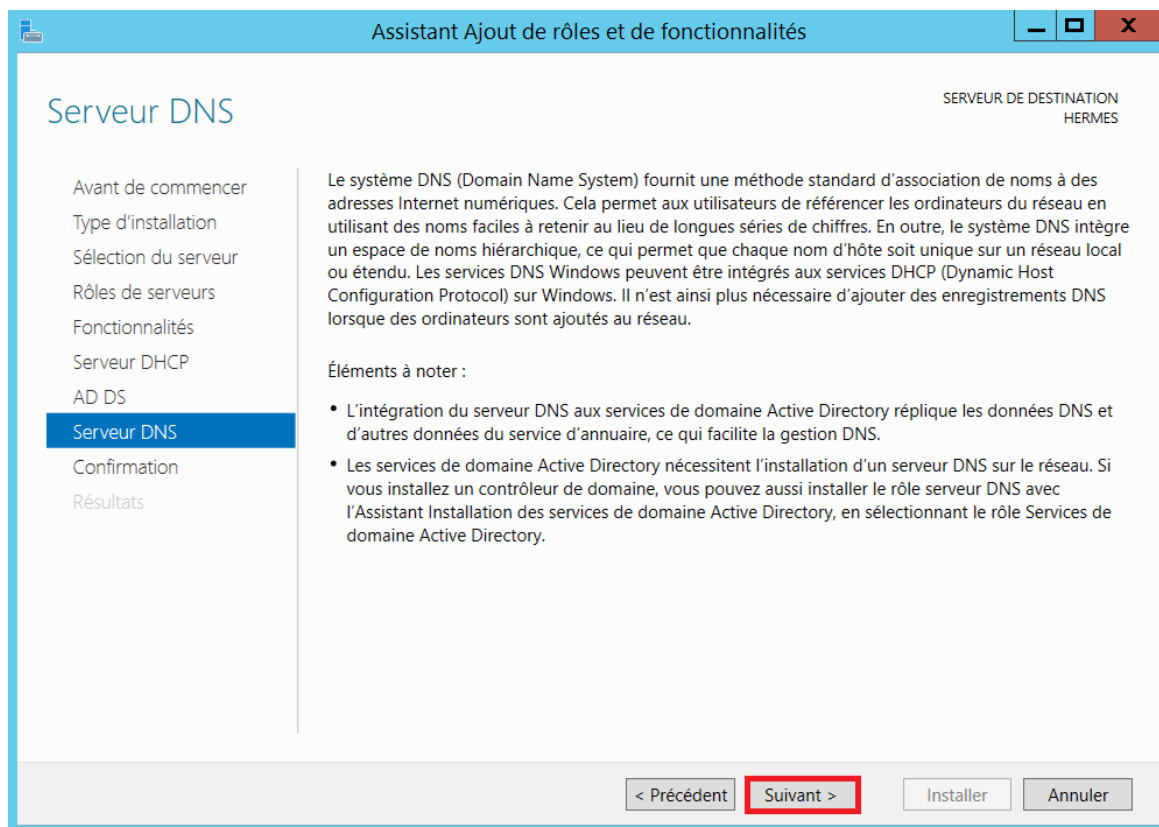 Assistant Ajout de rôles et de fonctionnalités
Serveur DNS
SERVEUR DE DESTINATION
HERMES
Avant de commencer
Type d'installation
Sélection du serveur
Rôles de serveurs
Fonctionnalités
Serveur DHCP
AD DS
Serveur DNS
Confirmation
Résultats
Le système DNS (Domain Name System) fournit une méthode standard d'association de noms à des
adresses Internet numériques. Cela permet aux utilisateurs de référencer les ordinateurs du réseau en
utilisant des noms faciles à retenir au lieu de longues séries de chiffres. En outre, le système DNS intègre
un espace de noms hiérarchique, ce qui permet que chaque nom d'hôte soit unique sur un réseau local
ou étendu. Les services DNS Windows peuvent être intégrés aux services DHCP (Dynamic Host
Configuration Protocol) sur Windows. Il n'est ainsi plus nécessaire d'ajouter des enregistrements DNS
lorsque des ordinateurs sont ajoutés au réseau.
Éléments à noter :
• L'intégration du serveur DNS aux services de domaine Active Directory réplique les données DNS et
d'autres données du service d'annuaire, ce qui facilite la gestion DNS.
• Les services de domaine Active Directory nécessitent l'installation d'un serveur DNS sur le réseau. Si
vous installez un contrôleur de domaine, vous pouvez aussi installer le rôle serveur DNS avec
l'Assistant Installation des services de domaine Active Directory, en sélectionnant le rôle Services de
domaine Active Directory.
< Précédent
Suivant >
Installer
Annuler